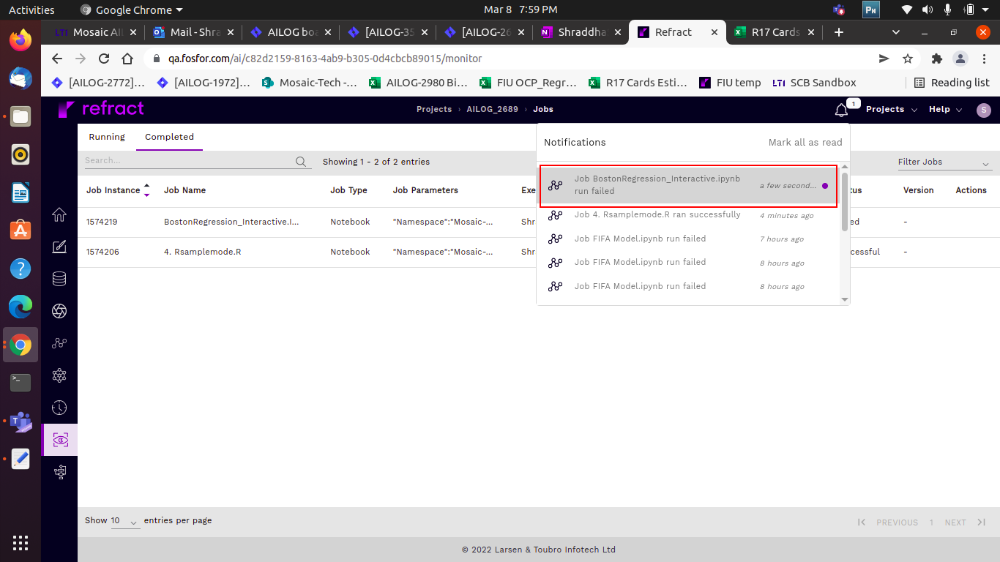 Activities
Google Chrome
Mar 8 7:59 PM
Mosaic AI
Mail - Shra
AILOG boa
[AILOG-35
[AILOG-26
Shraddha
Refract
R17 Cards
qa.fosfor.com/ai/c82d2159-8163-4ab9-b305-0d4cbcb89015/monitor
[AILOG-2772]...
[AILOG-1972]...
Mosaic-Tech -...
AILOG-2980 Bi...
FIU OCP_Regr...
R17 Cards Esti...
FIU temp
LTI SCB Sandbox
Reading list
refract
Projects › AILOG_2689 › Jobs
1
Projects
Help
S
Running
Completed
Search...
Showing 1 - 2 of 2 entries
Filter Jobs
Job Instance
Job Name
Job Type
Job Parameters
Exe
tus
Version
Actions
1574219
BostonRegression_Interactive.I...
Notebook
"Namespace":"Mosaic-...
Shr
ed
-
1574206
4. Rsamplemode.R
Notebook
"Namespace":"Mosaic-...
Shr
cessful
-
Notifications
Mark all as read
Job BostonRegression_Interactive.ipynb
run failed
a few second...
Job 4. Rsamplemode.R ran successfully
4 minutes ago
Job FIFA Model.ipynb run failed
7 hours ago
Job FIFA Model.ipynb run failed
8 hours ago
Job FIFA Model.ipynb run failed
8 hours ago
Show 10 entries per page
PREVIOUS
1
NEXT
© 2022 Larsen & Toubro Infotech Ltd